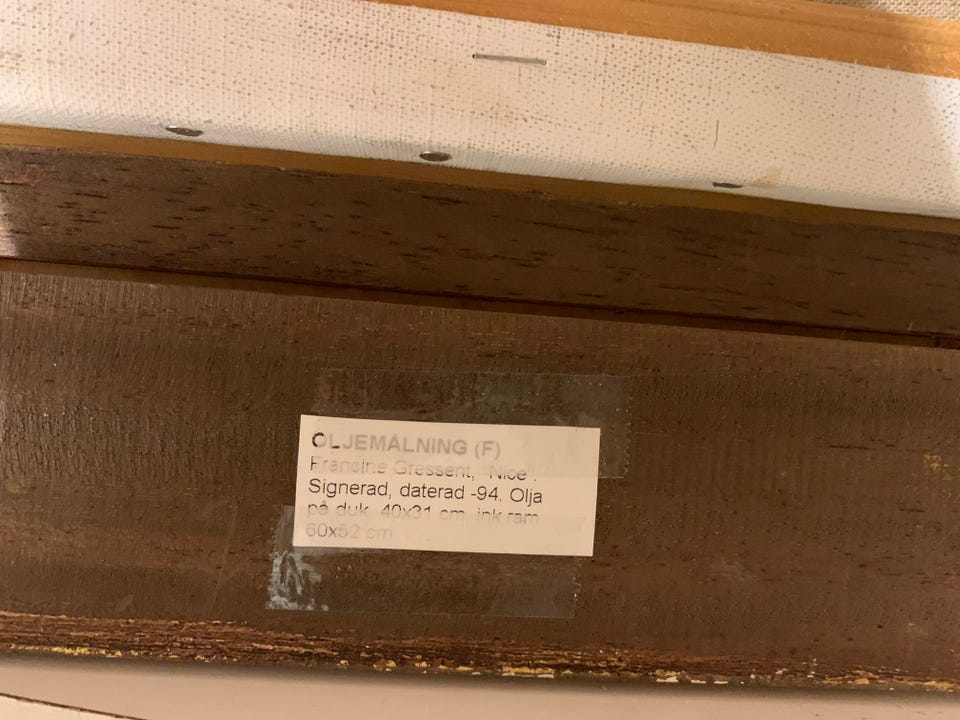 OLJEMÅLNING (F)
Francine Gressent, "Nice".
Signerad, daterad -94. Olja
på duk, 40x31 cm, ink ram
60x52 cm